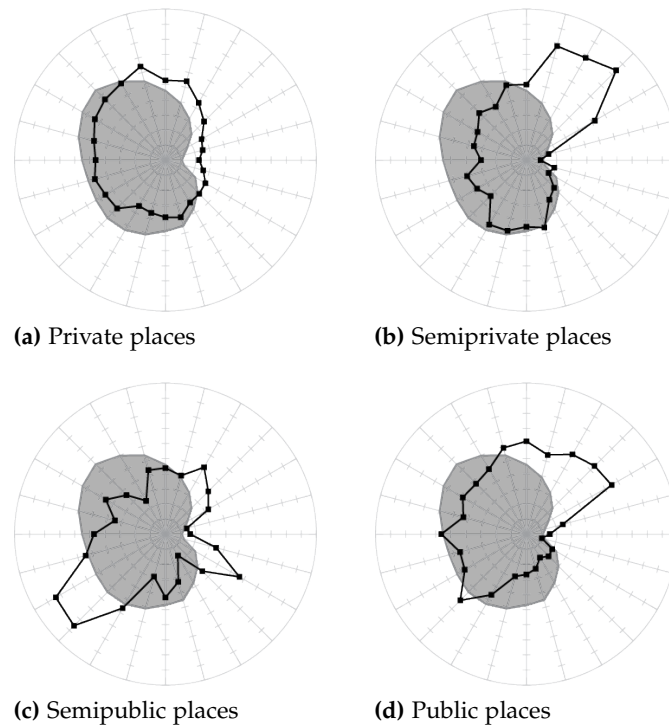 (a) Private places
(b) Semiprivate places
(c) Semipublic places
(d) Public places